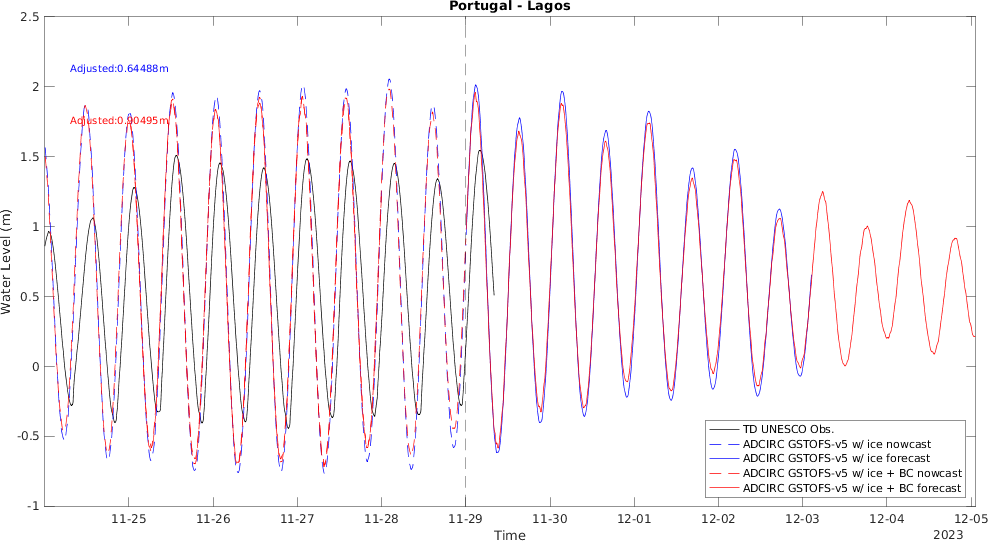 Portugal - Lagos
2.5
2
1.5
1
0.5
0
-0.5
-1
Water Level (m)
Adjusted:0.64488m
Adjusted:0.90495m
TD UNESCO Obs.
ADCIRC GSTOFS-v5 w/ ice nowcast
ADCIRC GSTOFS-v5 w/ ice forecast
ADCIRC GSTOFS-v5 w/ ice + BC nowcast
ADCIRC GSTOFS-v5 w/ ice + BC forecast
11-25 11-26 11-27 11-28 11-29 11-30 12-01 12-02 12-03 12-04 12-05
Time
2023